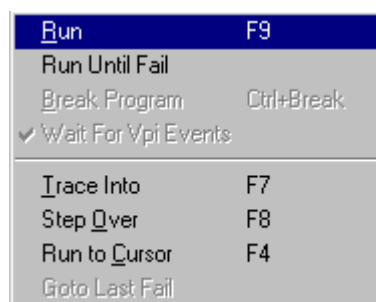 Run F9
Run Until Fail
Break Program Ctrl+Break
Wait For Vpi Events
Trace Into F7
Step Over F8
Run to Cursor F4
Goto Last Fail